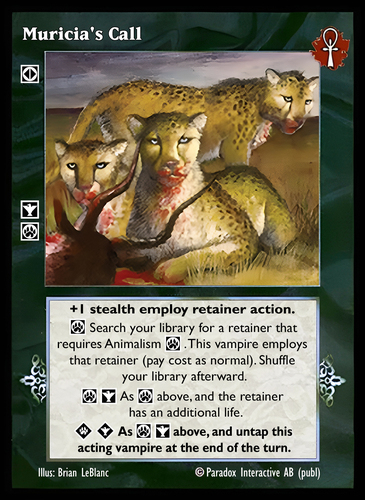 Muricia's Call
+1 stealth employ retainer action.
Search your library for a retainer that
requires Animalism . This vampire employs
that retainer (pay cost as normal). Shuffle
your library afterward.
As above, and the retainer
has an additional life.
As above, and untap this
acting vampire at the end of the turn.
Illus: Brian LeBlanc © Paradox Interactive AB (publ)